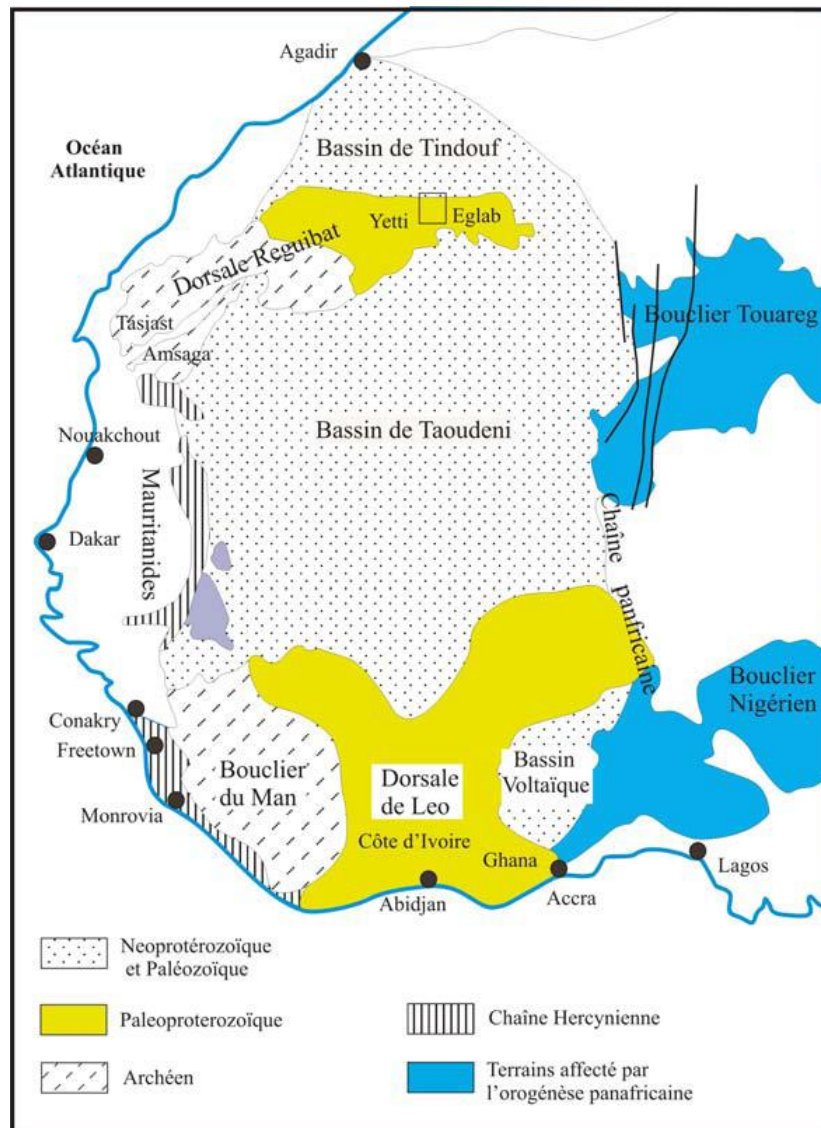 Agadir
Océan
Atlantique
Bassin de Tindouf
Yetti
Eglab
Dorsale Reguibat
Tasiast
Amsaga
Bouclier Touareg
Nouakchout
Bassin de Taoudeni
Mauritanides
Dakar
Chaîne panfricaine
Bouclier
Nigérien
Conakry
Freetown
Monrovia
Bouclier
du Man
Dorsale
de Leo
Bassin
Voltaïque
Côte d'Ivoire
Ghana
Abidjan
Accra
Lagos
Neoprotérozoïque
et Paléozoïque
Paleoproterozoïque
Archéen
Chaîne Hercynienne
Terrains affecté par
l'orogénèse panafricaine